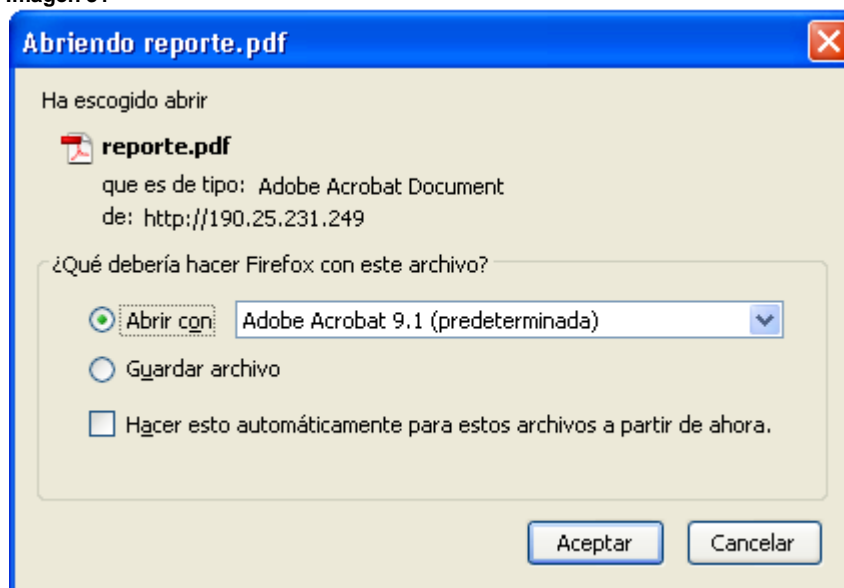 Abriendo reporte.pdf
Ha escogido abrir
reporte.pdf
que es de tipo: Adobe Acrobat Document
de: http://190.25.231.249
¿Qué debería hacer Firefox con este archivo?
Abrir con Adobe Acrobat 9.1 (predeterminada)
Guardar archivo
Hacer esto automáticamente para estos archivos a partir de ahora.
Aceptar Cancelar